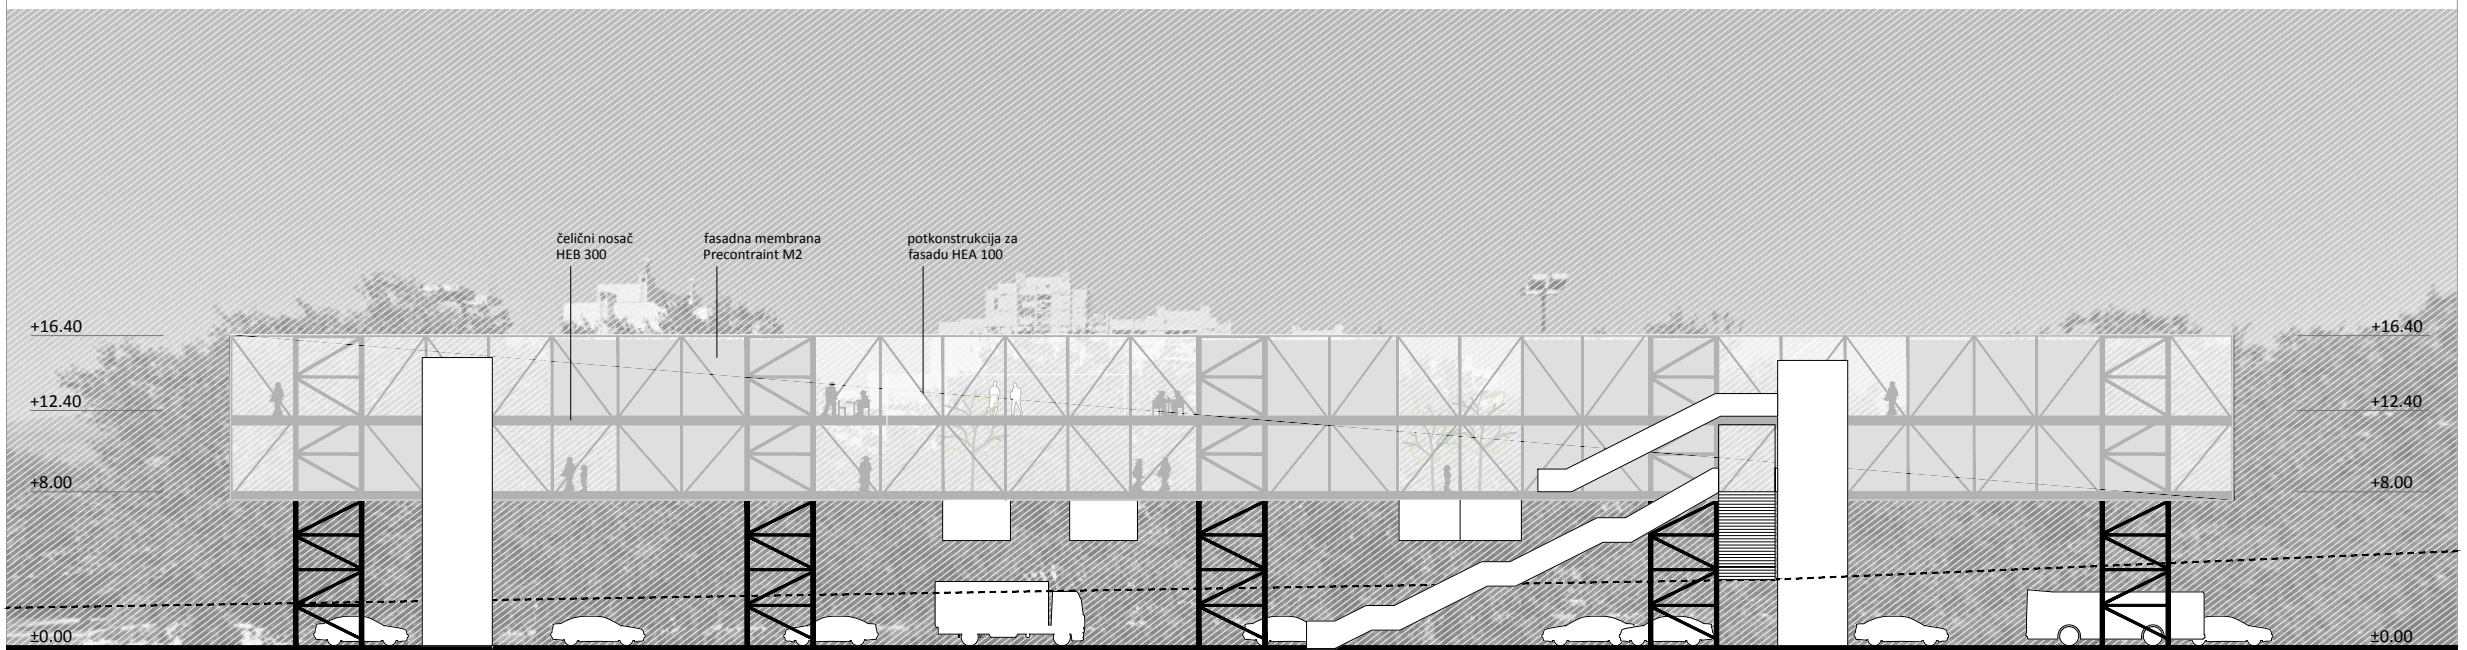 čelični nosač
HEB 300
fasadna membrana
Precontraint M2
potkonstrukcija za
fasadu HEA 100
+16.40
+16.40
+12.40
+12.40
+8.00
+8.00
±0.00
±0.00